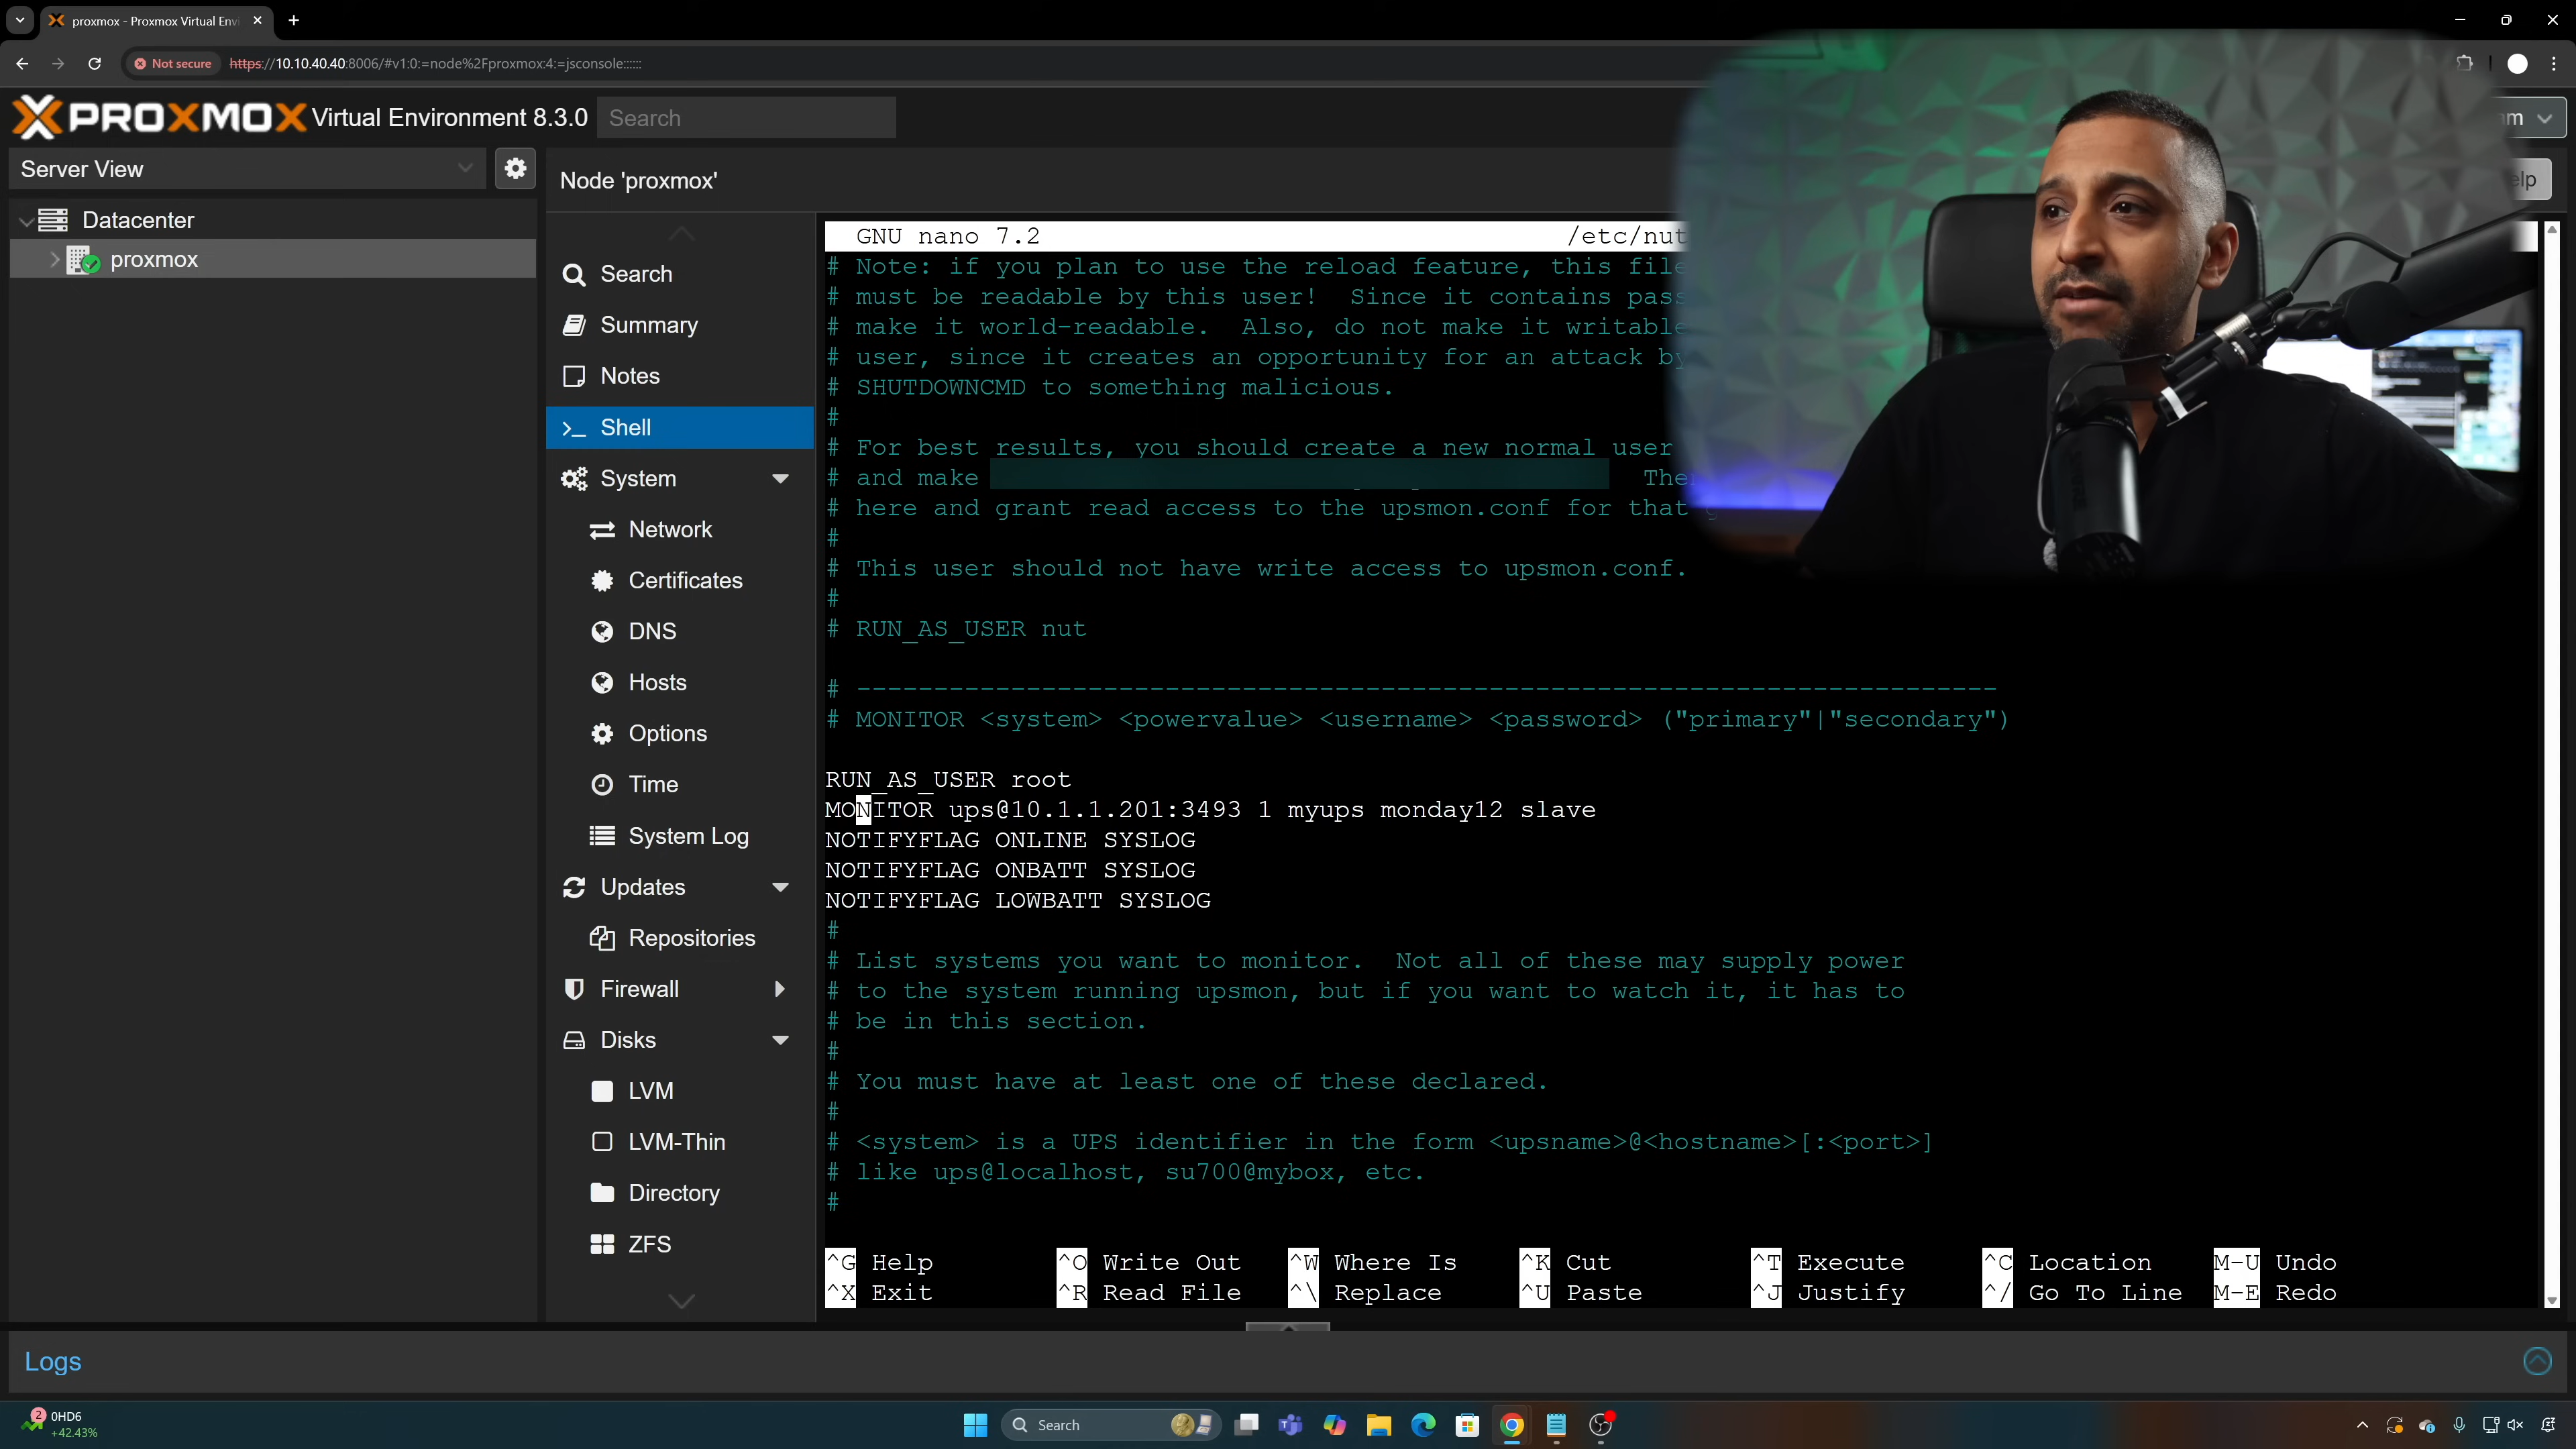 proxmox - Proxmox Virtual Envi
Not secure
https://10.10.40.40:8006/#v1:0:=node%2Fproxmox:4:=jsconsole::::::
PROXMOX Virtual Environment 8.3.0
Search
Server View
Node 'proxmox'
Datacenter
proxmox
Search
Summary
Notes
Shell
System
Network
Certificates
DNS
Hosts
Options
Time
System Log
Updates
Repositories
Firewall
Disks
LVM
LVM-Thin
Directory
ZFS
GNU nano 7.2 /etc/nut
# Note: if you plan to use the reload feature, this file
# must be readable by this user!  Since it contains pass
# make it world-readable.  Also, do not make it writable
# user, since it creates an opportunity for an attack by
# SHUTDOWNCMD to something malicious.
#
# For best results, you should create a new normal user
# and make The
# here and grant read access to the upsmon.conf for that g
#
# This user should not have write access to upsmon.conf.
#
# RUN_AS_USER nut
# --------------------------------------------------------------------------
# MONITOR <system> <powervalue> <username> <password> ("primary"|"secondary")
RUN_AS_USER root
MONITOR ups@10.1.1.201:3493 1 myups monday12 slave
NOTIFYFLAG ONLINE SYSLOG
NOTIFYFLAG ONBATT SYSLOG
NOTIFYFLAG LOWBATT SYSLOG
#
# List systems you want to monitor.  Not all of these may supply power
# to the system running upsmon, but if you want to watch it, it has to
# be in this section.
#
# You must have at least one of these declared.
#
# <system> is a UPS identifier in the form <upsname>@<hostname>[:<port>]
# like ups@localhost, su700@mybox, etc.
#
^G Help ^O Write Out ^W Where Is ^K Cut ^T Execute ^C Location M-U Undo
^X Exit ^R Read File ^\ Replace ^U Paste ^J Justify ^/ Go To Line M-E Redo
Logs
2
0HD6
+42.43%
Search